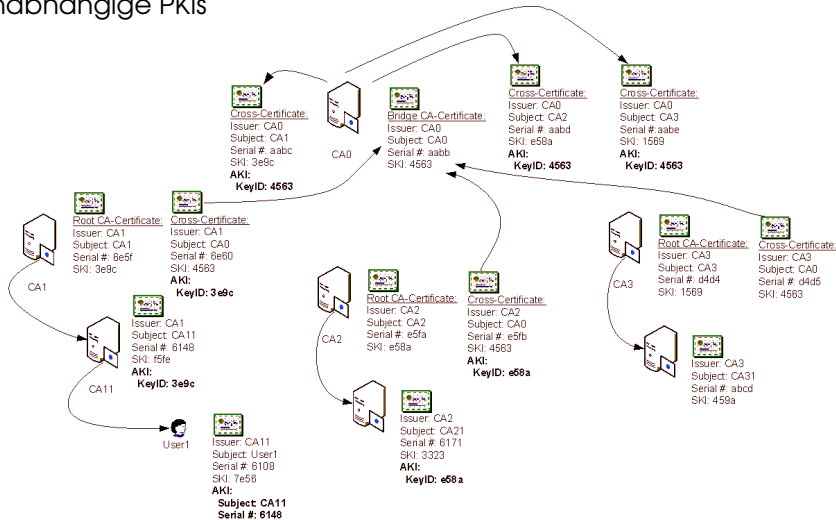 nabhängige PKIs
Cross-Certificate:
Issuer: CA0
Subject: CA1
Serial #: aabc
SKI: 3e9c
AKI:
KeyID: 4563
CA0
Bridge CA-Certificate:
Issuer: CA0
Subject: CA0
Serial #: aabb
SKI: 4563
Cross-Certificate:
Issuer: CA0
Subject: CA2
Serial #: aabd
SKI: e58a
AKI:
KeyID: 4563
Cross-Certificate:
Issuer: CA0
Subject: CA3
Serial #: aabe
SKI: 1569
AKI:
KeyID: 4563
CA1
Root CA-Certificate:
Issuer: CA1
Subject: CA1
Serial #: 6e5f
SKI: 3e9c
Cross-Certificate:
Issuer: CA1
Subject: CA0
Serial #: 6e60
SKI: 4563
AKI:
KeyID: 3e9c
CA11
Issuer: CA1
Subject: CA11
Serial #: 6148
SKI: f5fe
AKI:
KeyID: 3e9c
User1
Issuer: CA11
Subject: User1
Serial #: 6108
SKI: 7e56
AKI:
Subject: CA11
Serial #: 6148
CA2
Root CA-Certificate:
Issuer: CA2
Subject: CA2
Serial #: e5fa
SKI: e58a
Cross-Certificate:
Issuer: CA2
Subject: CA0
Serial #: e5fb
SKI: 4563
AKI:
KeyID: e58a
Issuer: CA2
Subject: CA21
Serial #: 6171
SKI: 3323
AKI:
KeyID: e58a
CA3
Root CA-Certificate:
Issuer: CA3
Subject: CA3
Serial #: d4d4
SKI: 1569
Cross-Certificate:
Issuer: CA3
Subject: CA0
Serial #: d4d5
SKI: 4563
Issuer: CA3
Subject: CA31
Serial #: abcd
SKI: 459a